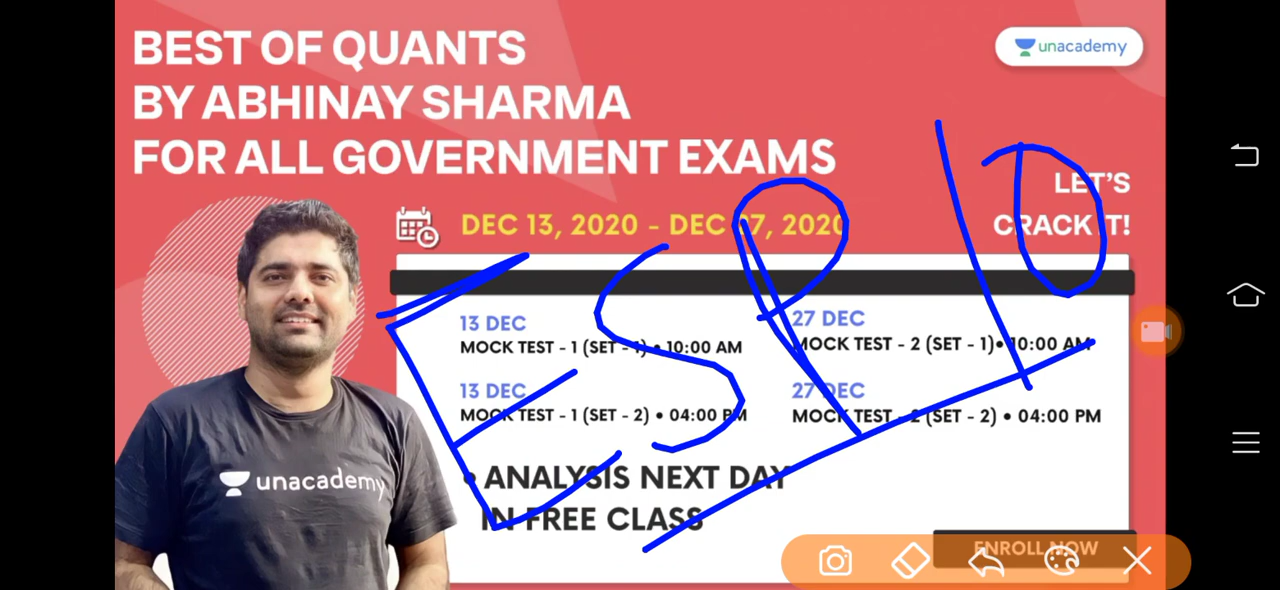 BEST OF QUANTS
unacademy
BY ABHINAY SHARMA
FOR ALL GOVERNMENT EXAMS
LET'S
CRACK IT!
DEC 13, 2020 - DEC 27, 2020
13 DEC
MOCK TEST - 1 (SET - 1) • 10:00 AM
27 DEC
MOCK TEST - 2 (SET - 1)• 10:00 AM
13 DEC
MOCK TEST - 1 (SET - 2) • 04:00 PM
27 DEC
MOCK TEST - 2 (SET - 2) • 04:00 PM
unacademy
• ANALYSIS NEXT DAY
IN FREE CLASS
ENROLL NOW
ESP10